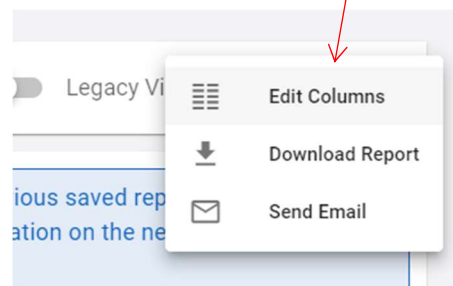 Legacy Vi
Edit Columns
Download Report
Send Email
ious saved rep
ation on the ne